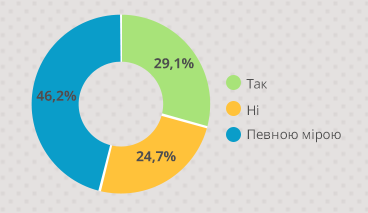 29,1%
46,2%
24,7%
Так
Ні
Певною мірою